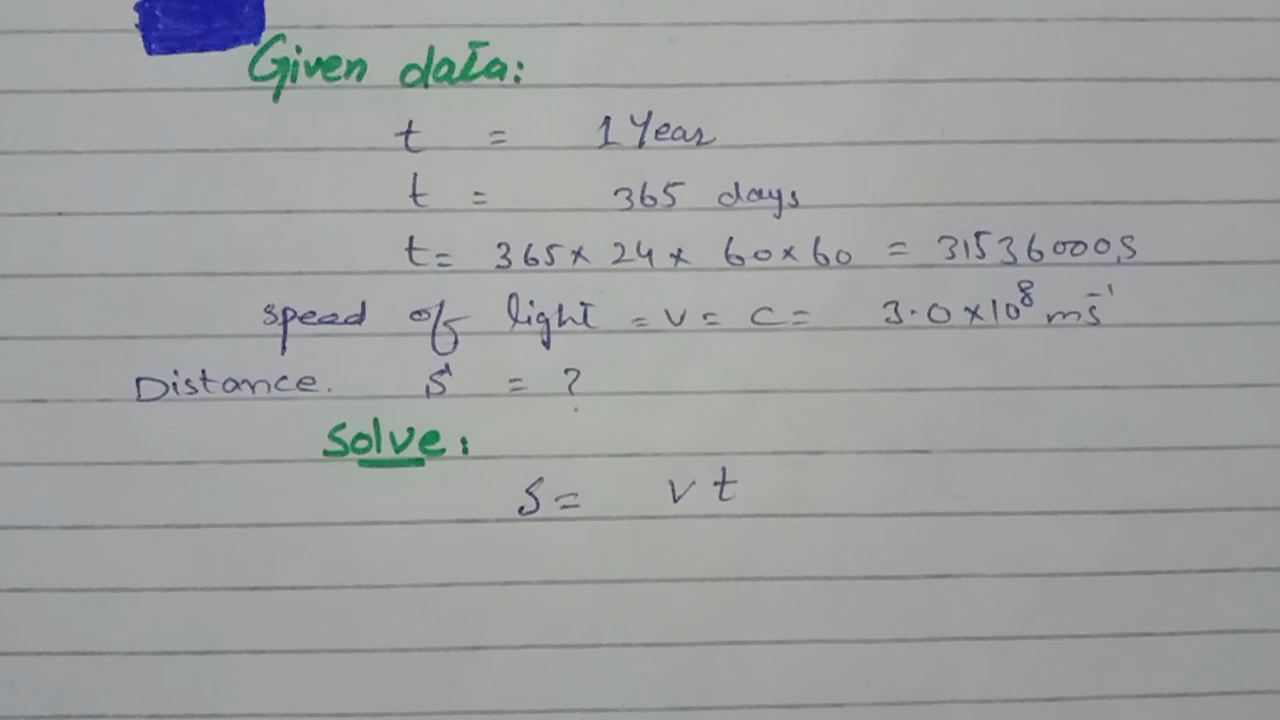 Given data:
t = 1 Year
t = 365 days
t = 365 × 24 × 60 × 60 = 31536000 s
speed of light = v = c = 3.0 × 10⁸ ms⁻¹
Distance. S = ?
Solve:
S = v t